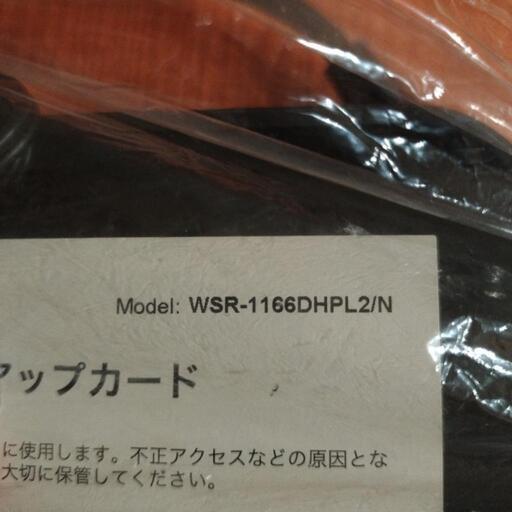 Model: WSR-1166DHPL2/N
アップカード
に使用します。不正アクセスなどの原因とな
大切に保管してください。